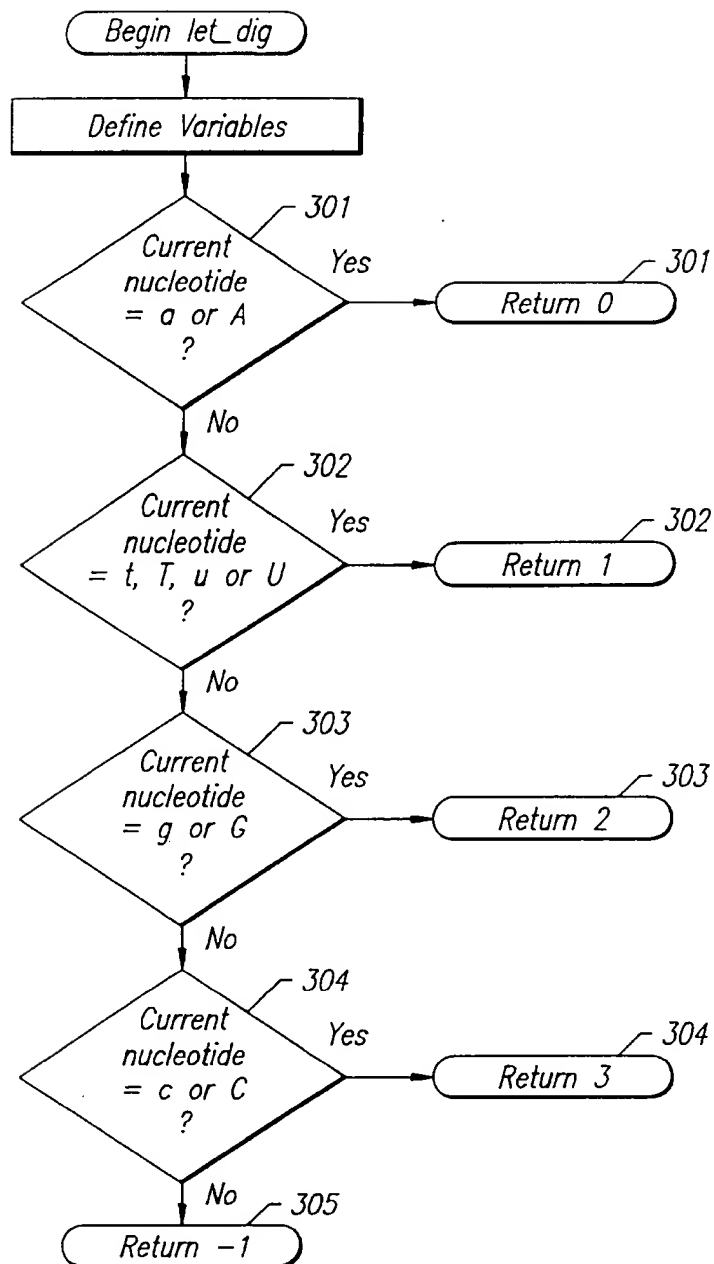 Begin let_dig
Define Variables
301
Current
nucleotide
= a or A
?
Yes
301
Return 0
No
302
Current
nucleotide
= t, T, u or U
?
Yes
302
Return 1
No
303
Current
nucleotide
= g or G
?
Yes
303
Return 2
No
304
Current
nucleotide
= c or C
?
Yes
304
Return 3
No
305
Return -1